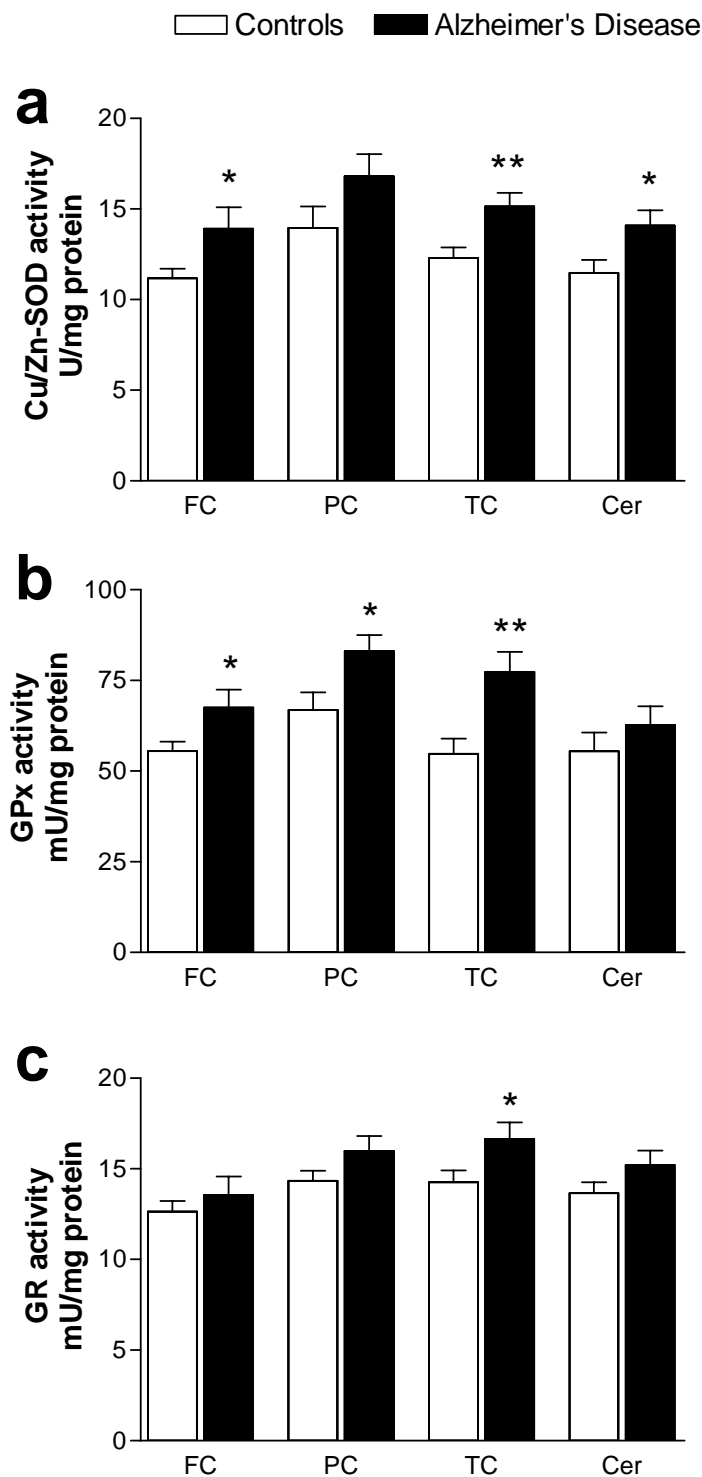 Controls Alzheimer's Disease
a
Cu/Zn-SOD activity
U/mg protein
20
15
10
5
0
* ** *
FC PC TC Cer
b
GPx activity
mU/mg protein
100
75
50
25
0
* * **
FC PC TC Cer
c
GR activity
mU/mg protein
20
15
10
5
0
*
FC PC TC Cer